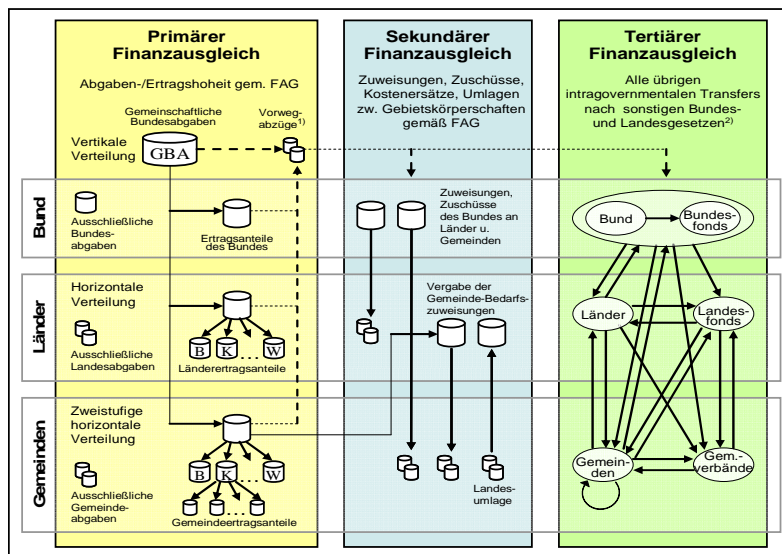 Primärer
Finanzausgleich
Abgaben-/Ertragshoheit gem. FAG
Gemeinschaftliche
Bundesabgaben
Vorweg-
abzüge1)
Vertikale
Verteilung
GBA
Sekundärer
Finanzausgleich
Zuweisungen, Zuschüsse,
Kostenersätze, Umlagen
zw. Gebietskörperschaften
gemäß FAG
Tertiärer
Finanzausgleich
Alle übrigen
intragovernmentalen Transfers
nach sonstigen Bundes-
und Landesgesetzen2)
Bund
Ausschließliche
Bundes-
abgaben
Ertragsanteile
des Bundes
Zuweisungen,
Zuschüsse
des Bundes an
Länder u.
Gemeinden
Bund
Bundes-
fonds
Länder
Horizontale
Verteilung
Ausschließliche
Landesabgaben
B K ... W
Länderertragsanteile
Vergabe der
Gemeinde-Bedarfs-
zuweisungen
Länder
Landes-
fonds
Gemeinden
Zweistufige
horizontale
Verteilung
Ausschließliche
Gemeinde-
abgaben
B K ... W
...
Gemeindeertragsanteile
Landes-
umlage
Gemein-
den
Gem.-
verbände